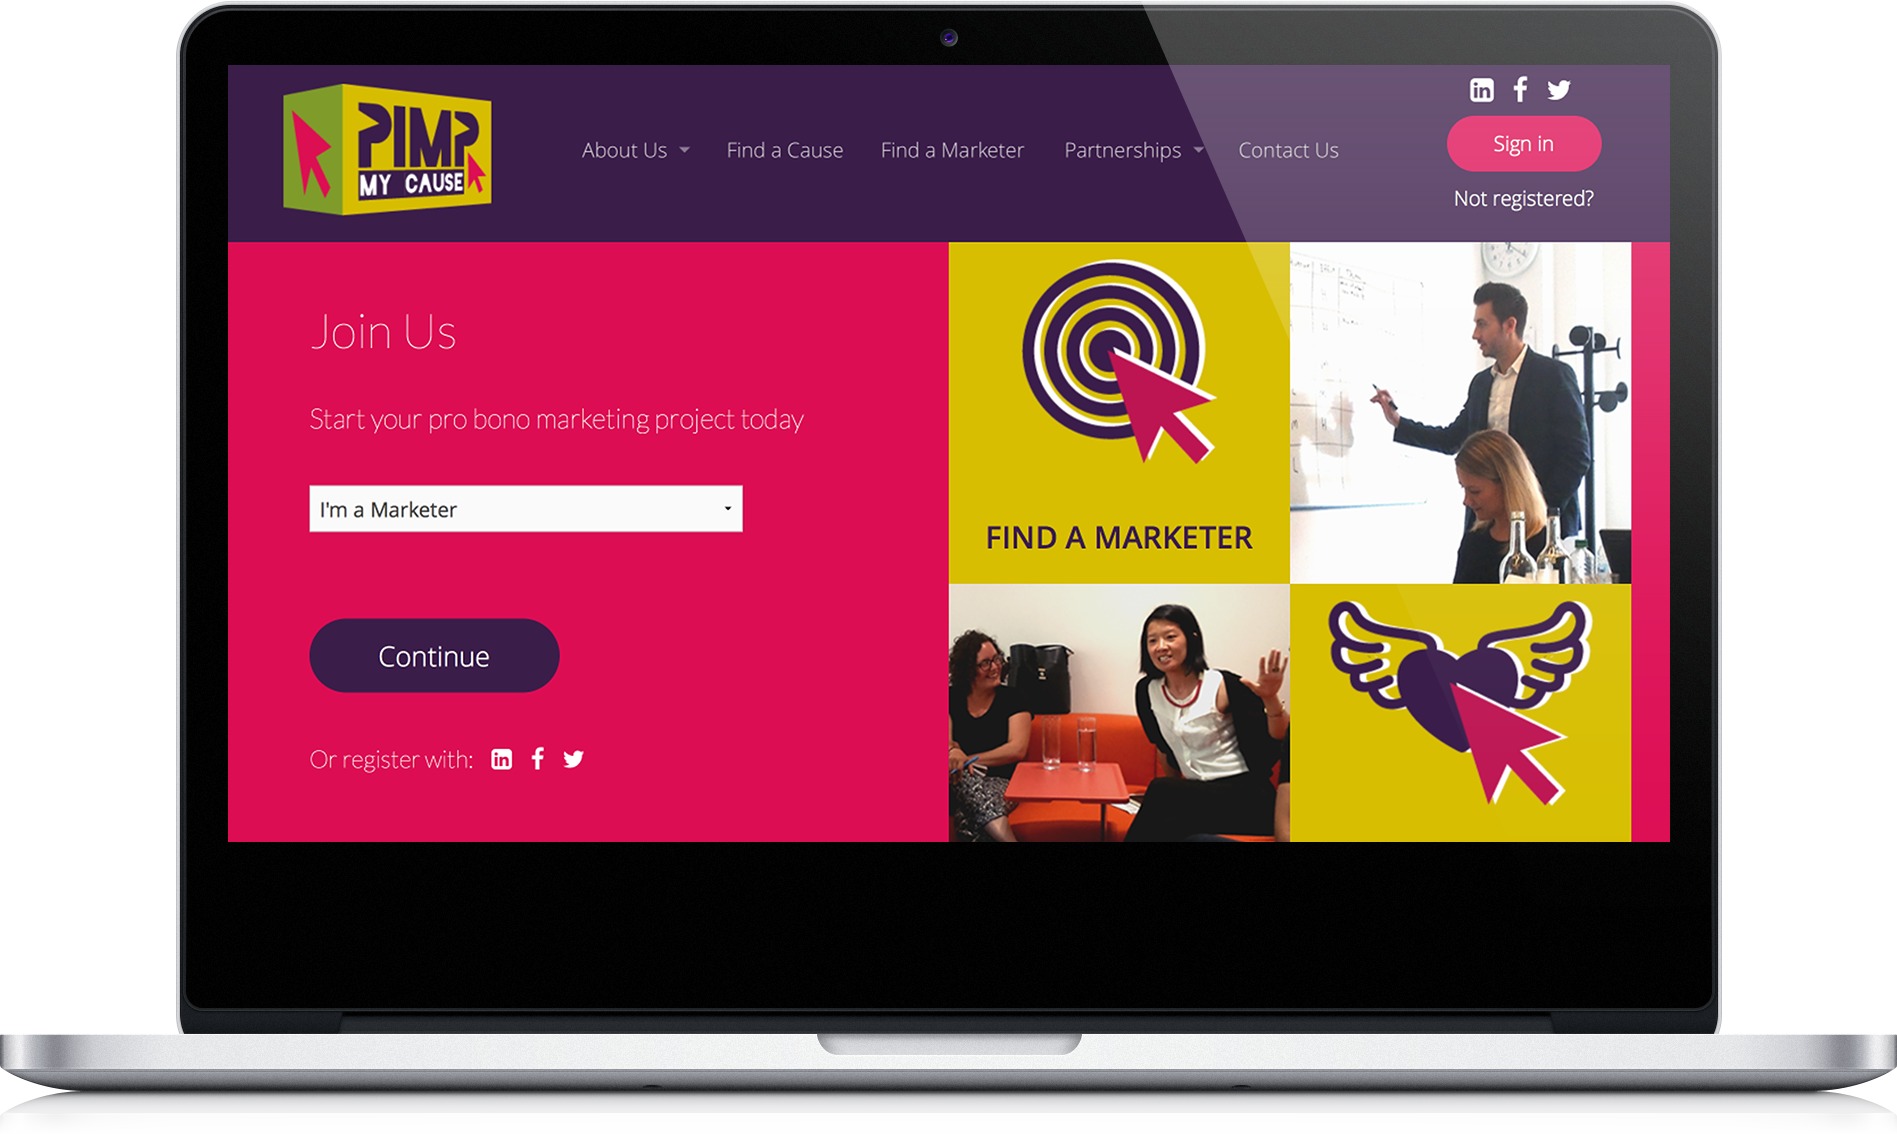 PIMP
MY CAUSE
About Us
Find a Cause
Find a Marketer
Partnerships
Contact Us
Sign in
Not registered?
Join Us
Start your pro bono marketing project today
I'm a Marketer
Continue
Or register with:
FIND A MARKETER